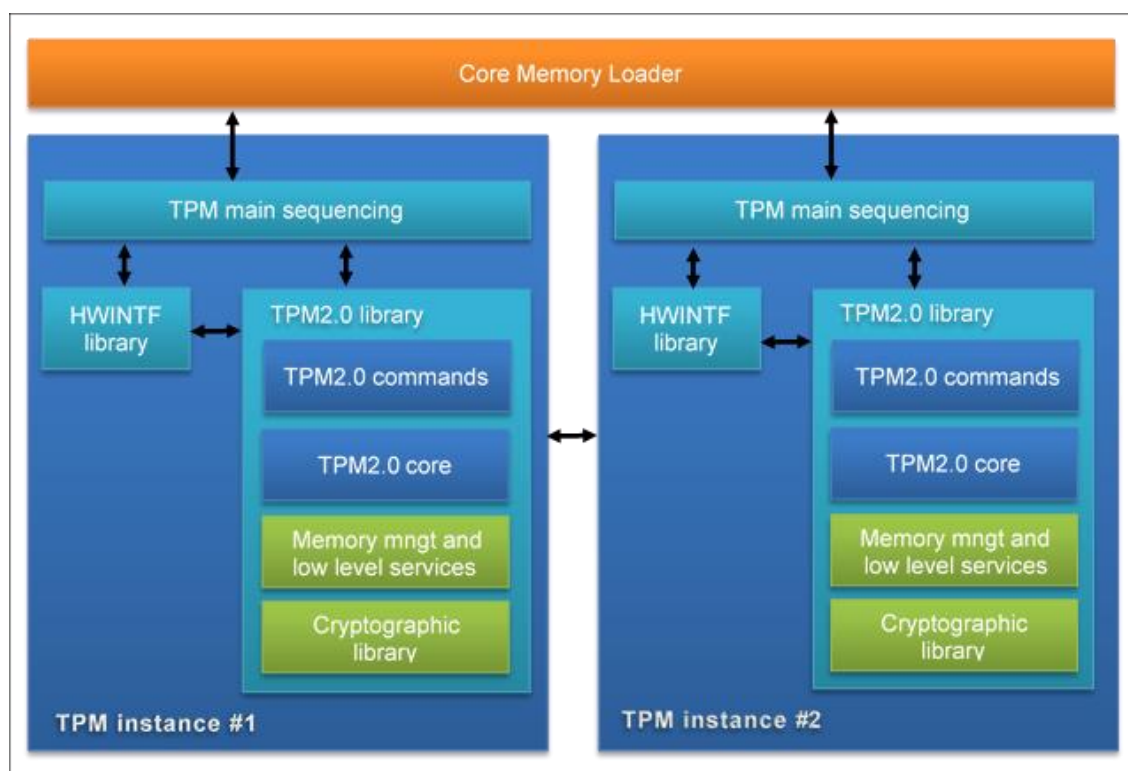 Core Memory Loader
TPM main sequencing
HWINTF
library
TPM2.0 library
TPM2.0 commands
TPM2.0 core
Memory mngt and
low level services
Cryptographic
library
TPM instance #1
TPM main sequencing
HWINTF
library
TPM2.0 library
TPM2.0 commands
TPM2.0 core
Memory mngt and
low level services
Cryptographic
library
TPM instance #2